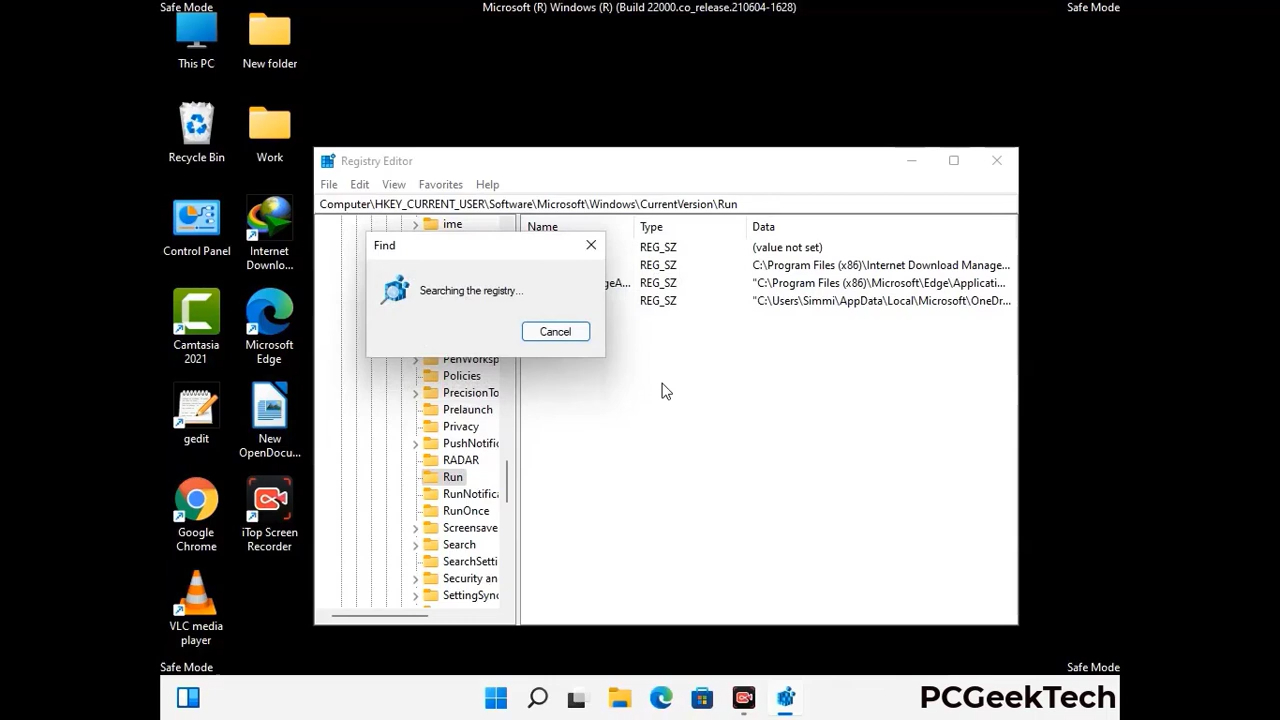 Safe Mode
Microsoft (R) Windows (R) (Build 22000.co_release.210604-1628)
Safe Mode
This PC
New folder
Recycle Bin
Work
Control Panel
Internet
Downlo...
Camtasia
2021
Microsoft
Edge
gedit
New
OpenDocu...
Google
Chrome
iTop Screen
Recorder
VLC media
player
Registry Editor
File Edit View Favorites Help
Computer\HKEY_CURRENT_USER\Software\Microsoft\Windows\CurrentVersion\Run
ime
Find
Searching the registry...
Cancel
PenWorksp
Policies
PrecisionTo
Prelaunch
Privacy
PushNotific
RADAR
Run
RunNotifica
RunOnce
Screensave
Search
SearchSetti
Security an
SettingSync
Name Type Data
REG_SZ (value not set)
REG_SZ C:\Program Files (x86)\Internet Download Manage...
geA... REG_SZ "C:\Program Files (x86)\Microsoft\Edge\Applicati...
REG_SZ "C:\Users\Simmi\AppData\Local\Microsoft\OneDr...
Safe Mode
Safe Mode
PCGeekTech